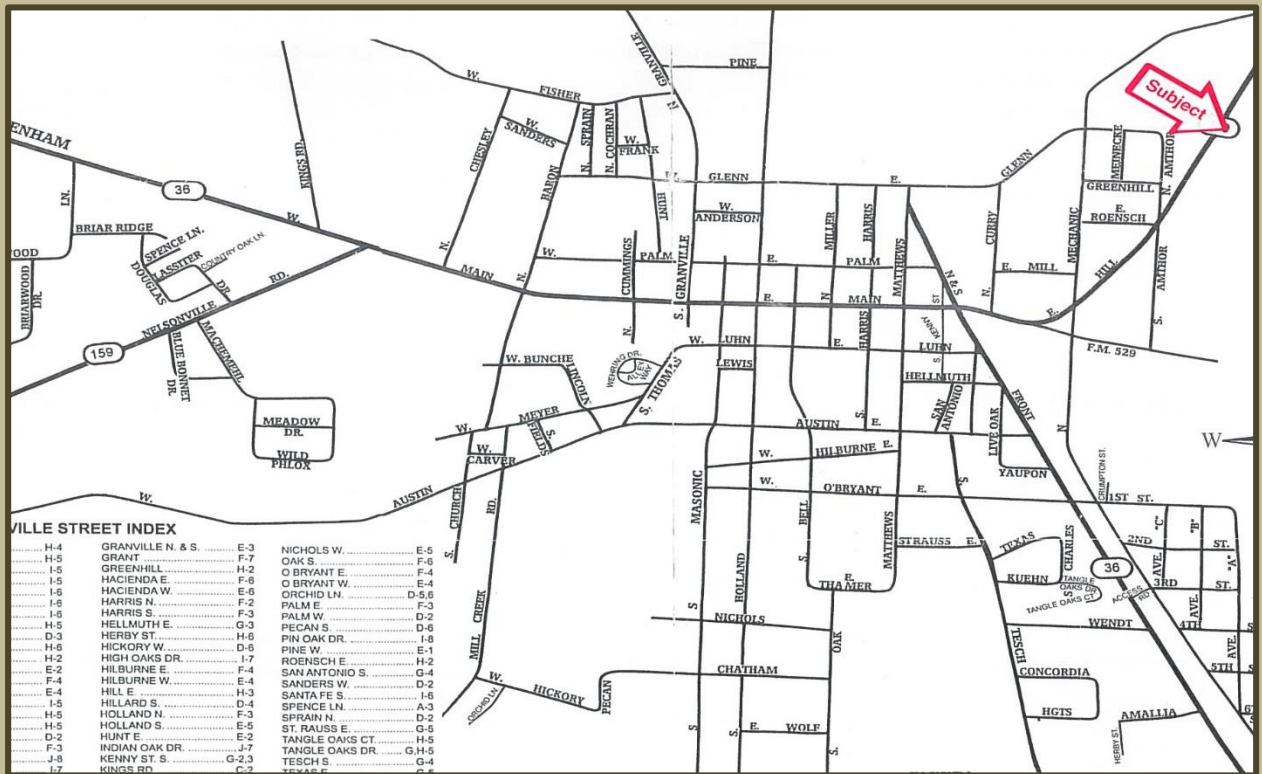 GRANVILLE
N.
PINE
W.
FISHER
Subject
ENHAM
KINGS RD.
CHESLEY
N.
W.
SANDERS
BARON
N.
N. SPRAIN
N. COCHRAN
W.
FRANK
HUNT
W.
GLENN
E.
GLENN
MEINECKE
N. AMTHOR
GREENHILL
E.
ROENSCH
36
W.
MAIN
LN.
BRIAR RIDGE
SPENCE LN.
LASSITER
COUNTRY OAK LN.
DOUGLAS
DR.
OOD
BRIARWOOD
DR.
NELSONVILLE
RD.
159
BLUE BONNET
DR.
MACHEMEHL
MEADOW
DR.
WILD
PHLOX
W.
ANDERSON
MILLER
N.
HARRIS
MATTHEWS
CURRY
N.
MECHANIC
N
E. MILL
HILL
E.
S. AMTHOR
W.
PALM
E.
PALM
CUMMINGS
N.
S. GRANVILLE
E.
MAIN
KENNY ST.
S.
F.M. 529
HARRIS
S.
W. LUHN
E.
LUHN
LEWIS
HELLMUTH
SAN
ANTONIO
LIVE OAK
FRONT
W. BUNCHE
LINCOLN
WEHRING DR.
ALLEY
WAY
S. THOMAS
W.
MEYER
S.
FIELDS
W.
CARVER
AUSTIN
E.
W.
AUSTIN
W.
HILBURNE
E.
W.
O'BRYANT
E.
YAUPON
CRUMPTON ST.
1ST ST.
W
CHURCH
S.
RD.
MILL CREEK
MASONIC
S
S
BELL
S.
HOLLAND
S.
MATTHEWS
STRAUSS E.
E.
THAMER
OAK
S.
S
TEXAS
KUEHN
CHARLES
S
TANGLE
OAKS DR
TANGLE OAKS CT
36
ACCESS
RD
2ND
ST.
3RD
ST.
4TH
5TH
"C"
AVE.
"B"
AVE.
"A"
AVE.
WENDT
TESCH
S.
CONCORDIA
HGTS
AMALLIA
HERBY ST.
NICHOLS
CHATHAM
W.
HICKORY
PECAN
ORCHID LN
E.
WOLF
VILLE STREET INDEX
H-4
H-5
I-5
I-5
I-6
I-6
H-5
D-3
H-6
H-2
E-2
F-4
E-4
I-5
H-5
H-5
D-2
F-3
J-8
I-7
GRANVILLE N. & S. E-3
GRANT F-7
GREENHILL H-2
HACIENDA E. F-6
HACIENDA W. E-6
HARRIS N. F-2
HARRIS S. F-3
HELLMUTH E. G-3
HERBY ST. H-6
HICKORY W. D-6
HIGH OAKS DR. I-7
HILBURNE E. F-4
HILBURNE W. E-4
HILL E. H-3
HILLARD S. D-4
HOLLAND N. F-3
HOLLAND S. E-5
HUNT E. E-2
INDIAN OAK DR. J-7
KENNY ST. S. G-2,3
KINGS RD C-2
NICHOLS W. E-5
OAK S. F-6
O BRYANT E. F-4
O BRYANT W. E-4
ORCHID LN. D-5,6
PALM E. F-3
PALM W. D-2
PECAN S. D-6
PIN OAK DR. I-8
PINE W. E-1
ROENSCH E. H-2
SAN ANTONIO S. G-4
SANDERS W. D-2
SANTA FE S. I-6
SPENCE LN. A-3
SPRAIN N. D-2
ST. RAUSS E. G-5
TANGLE OAKS CT. H-5
TANGLE OAKS DR. G,H-5
TESCH S. G-4